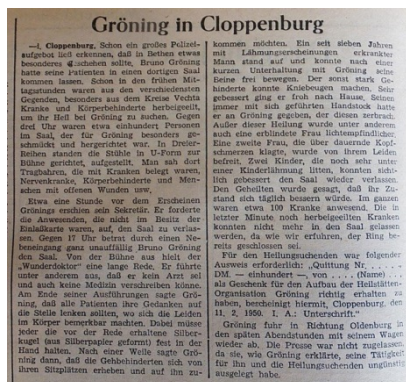 Gröning in Cloppenburg
—l. Cloppenburg. Schon ein großes Polizei-
aufgebot ließ erkennen, daß in Bethen etwas
besonderes geschehen sollte, Bruno Gröning
hatte seine Patienten in einen dortigen Saal
kommen lassen. Schon in den frühen Mit-
tagsstunden waren aus den verschiedensten
Gegenden, besonders aus dem Kreise Vechta
Kranke und Körperbehinderte herbeigeeilt,
um ihr Heil bei Gröning zu suchen. Gegen
drei Uhr waren etwa einhundert Personen
im Saal, der für Gröning besonders ge-
schmückt und hergerichtet war. In Dreier-
Reihen standen die Stühle in U-Form zur
Bühne gerichtet, aufgestellt. Man sah dort
Tragbahren, die mit Kranken belegt waren,
Nervenkranke, Körperbehinderte und Men-
schen mit offenen Wunden usw.
Etwa eine Stunde vor dem Erscheinen
Grönings erschien sein Sekretär. Er forderte
die Anwesenden, die nicht im Besitz der
Einlaßkarte waren, auf, den Saal zu verlas-
sen. Gegen 17 Uhr betrat durch einen Ne-
beneingang ganz unauffällig Bruno Gröning
den Saal. Von der Bühne aus hielt der
„Wunderdoktor" eine lange Rede. Er führte
unter anderem aus, daß er kein Arzt sei
und auch keine Medizin verschreiben könne.
Am Ende seiner Ausführungen sagte Grö-
ning, daß alle Patienten ihre Gedanken auf
die Stelle lenken sollten, wo sich die Leiden
im Körper bemerkbar machten. Dabei müsse
jeder die vor der Rede erhaltene Silber-
kugel (aus Silberpapier geformt) fest in der
Hand halten. Nach einer Weile sagte Grö-
ning dann, daß die Gehbehinderten sich von
ihren Sitzplätzen erheben und auf ihn zu-
kommen möchten. Ein seit sieben Jahren
mit Lähmungserscheinungen erkrankter
Mann stand auf und konnte nach einer
kurzen Unterhaltung mit Gröning seine
Beine frei bewegen. Der sonst stark Ge-
hinderte konnte Kniebeugen machen. Sehr
gebessert ging er froh nach Hause. Seinen
immer mit sich geführten Handstock hatte
er an Gröning gegeben, der diesen zerbrach.
Außer dieser Heilung wurde unter anderen
auch eine erblindete Frau lichtempfindlicher.
Eine zweite Frau, die über dauernde Kopf-
schmerzen klagte, wurde von ihrem Leiden
befreit. Zwei Kinder, die noch sehr unter
einer Kinderlähmung litten, konnten sicht-
lich gebessert den Saal wieder verlassen.
Den Geheilten wurde gesagt, daß ihr Zu-
stand sich täglich bessern würde. Im ganzen
waren etwa 100 Kranke anwesend. Die in
letzter Minute noch herbeigeeilten Kranken
konnten nicht mehr in den Saal gelassen
werden, da wie wir erfuhren, der Ring be-
reits geschlossen sei.
Für den Heilungsuchenden war folgender
Ausweis erforderlich: „Quittung Nr. . . . .
DM. — einhundert —, von . . . . (Name) . . .
als Geschenk für den Aufbau der Heilstätten-
Organisation Gröning richtig erhalten zu
haben, bescheinigt hiermit, Cloppenburg, den
11. 2. 1950. I. A.: Unterschrift."
Gröning fuhr in Richtung Oldenburg in
den späten Abendstunden mit seinem Wagen
wieder ab. Die Presse war nicht zugelassen,
da sie, wie Gröning erklärte, seine Tätigkeit
für ihn und die Heilungsuchenden ungünstig
ausgelegt habe.